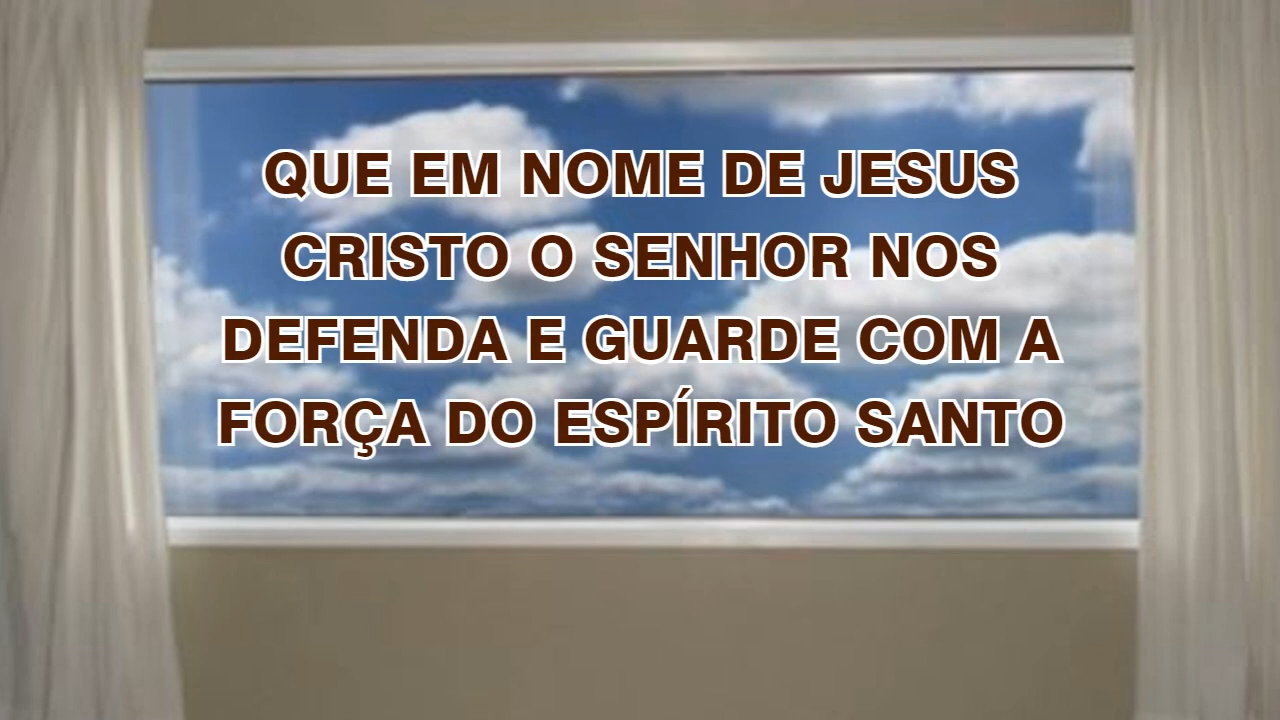 QUE EM NOME DE JESUS
CRISTO O SENHOR NOS
DEFENDA E GUARDE COM A
FORÇA DO ESPÍRITO SANTO